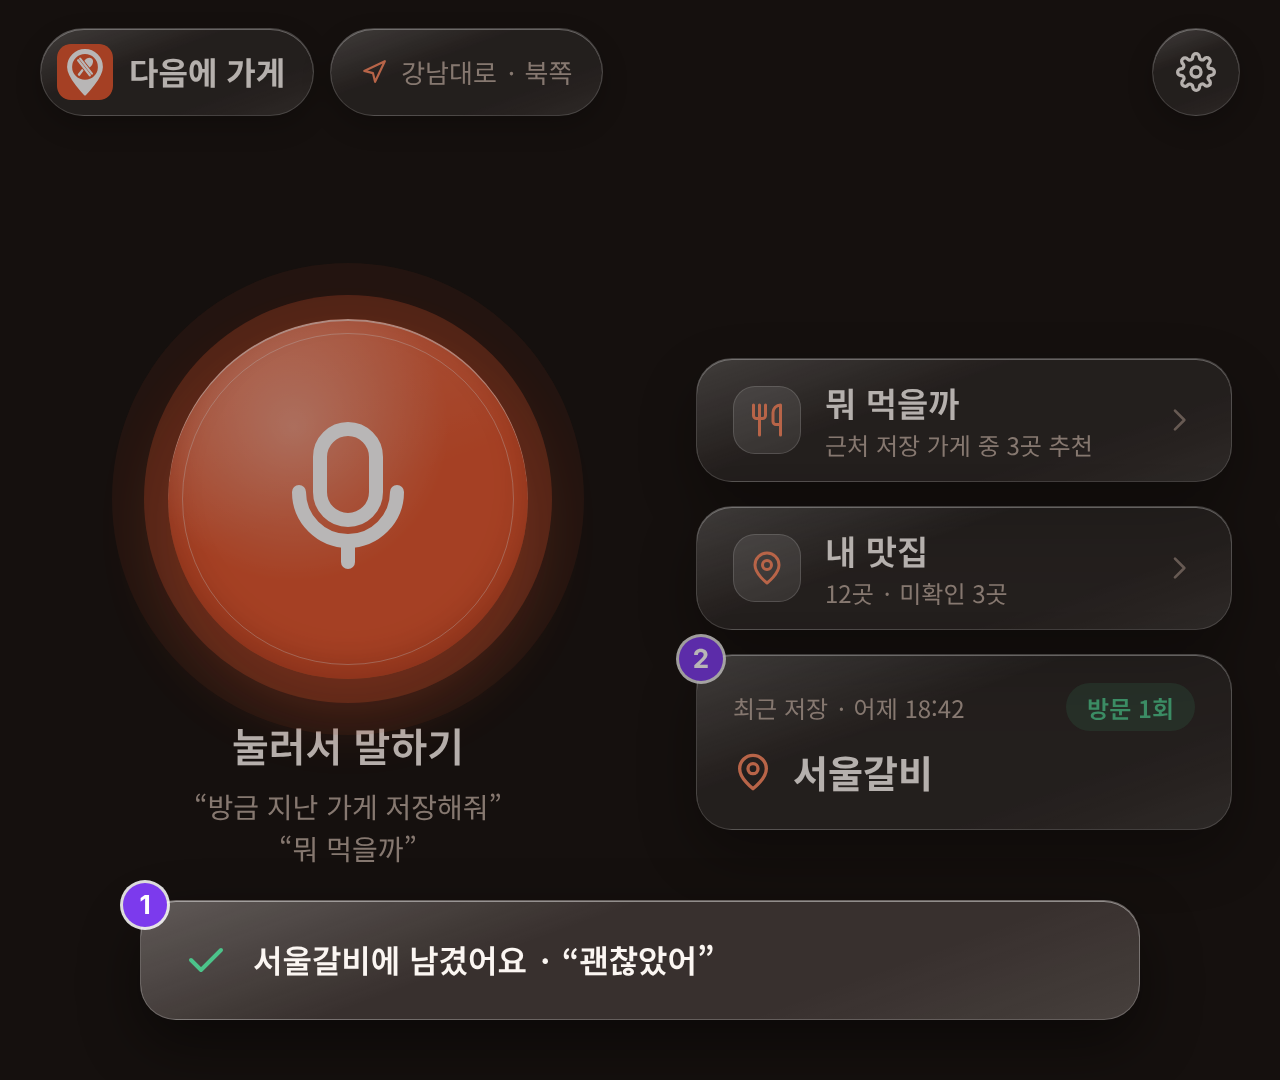 다음에 가게
강남대로 · 북쪽
눌러서 말하기
“방금 지난 가게 저장해줘”
“뭐 먹을까”
뭐 먹을까
근처 저장 가게 중 3곳 추천
내 맛집
12곳 · 미확인 3곳
2
최근 저장 · 어제 18:42
방문 1회
서울갈비
1
서울갈비에 남겼어요 · “괜찮았어”